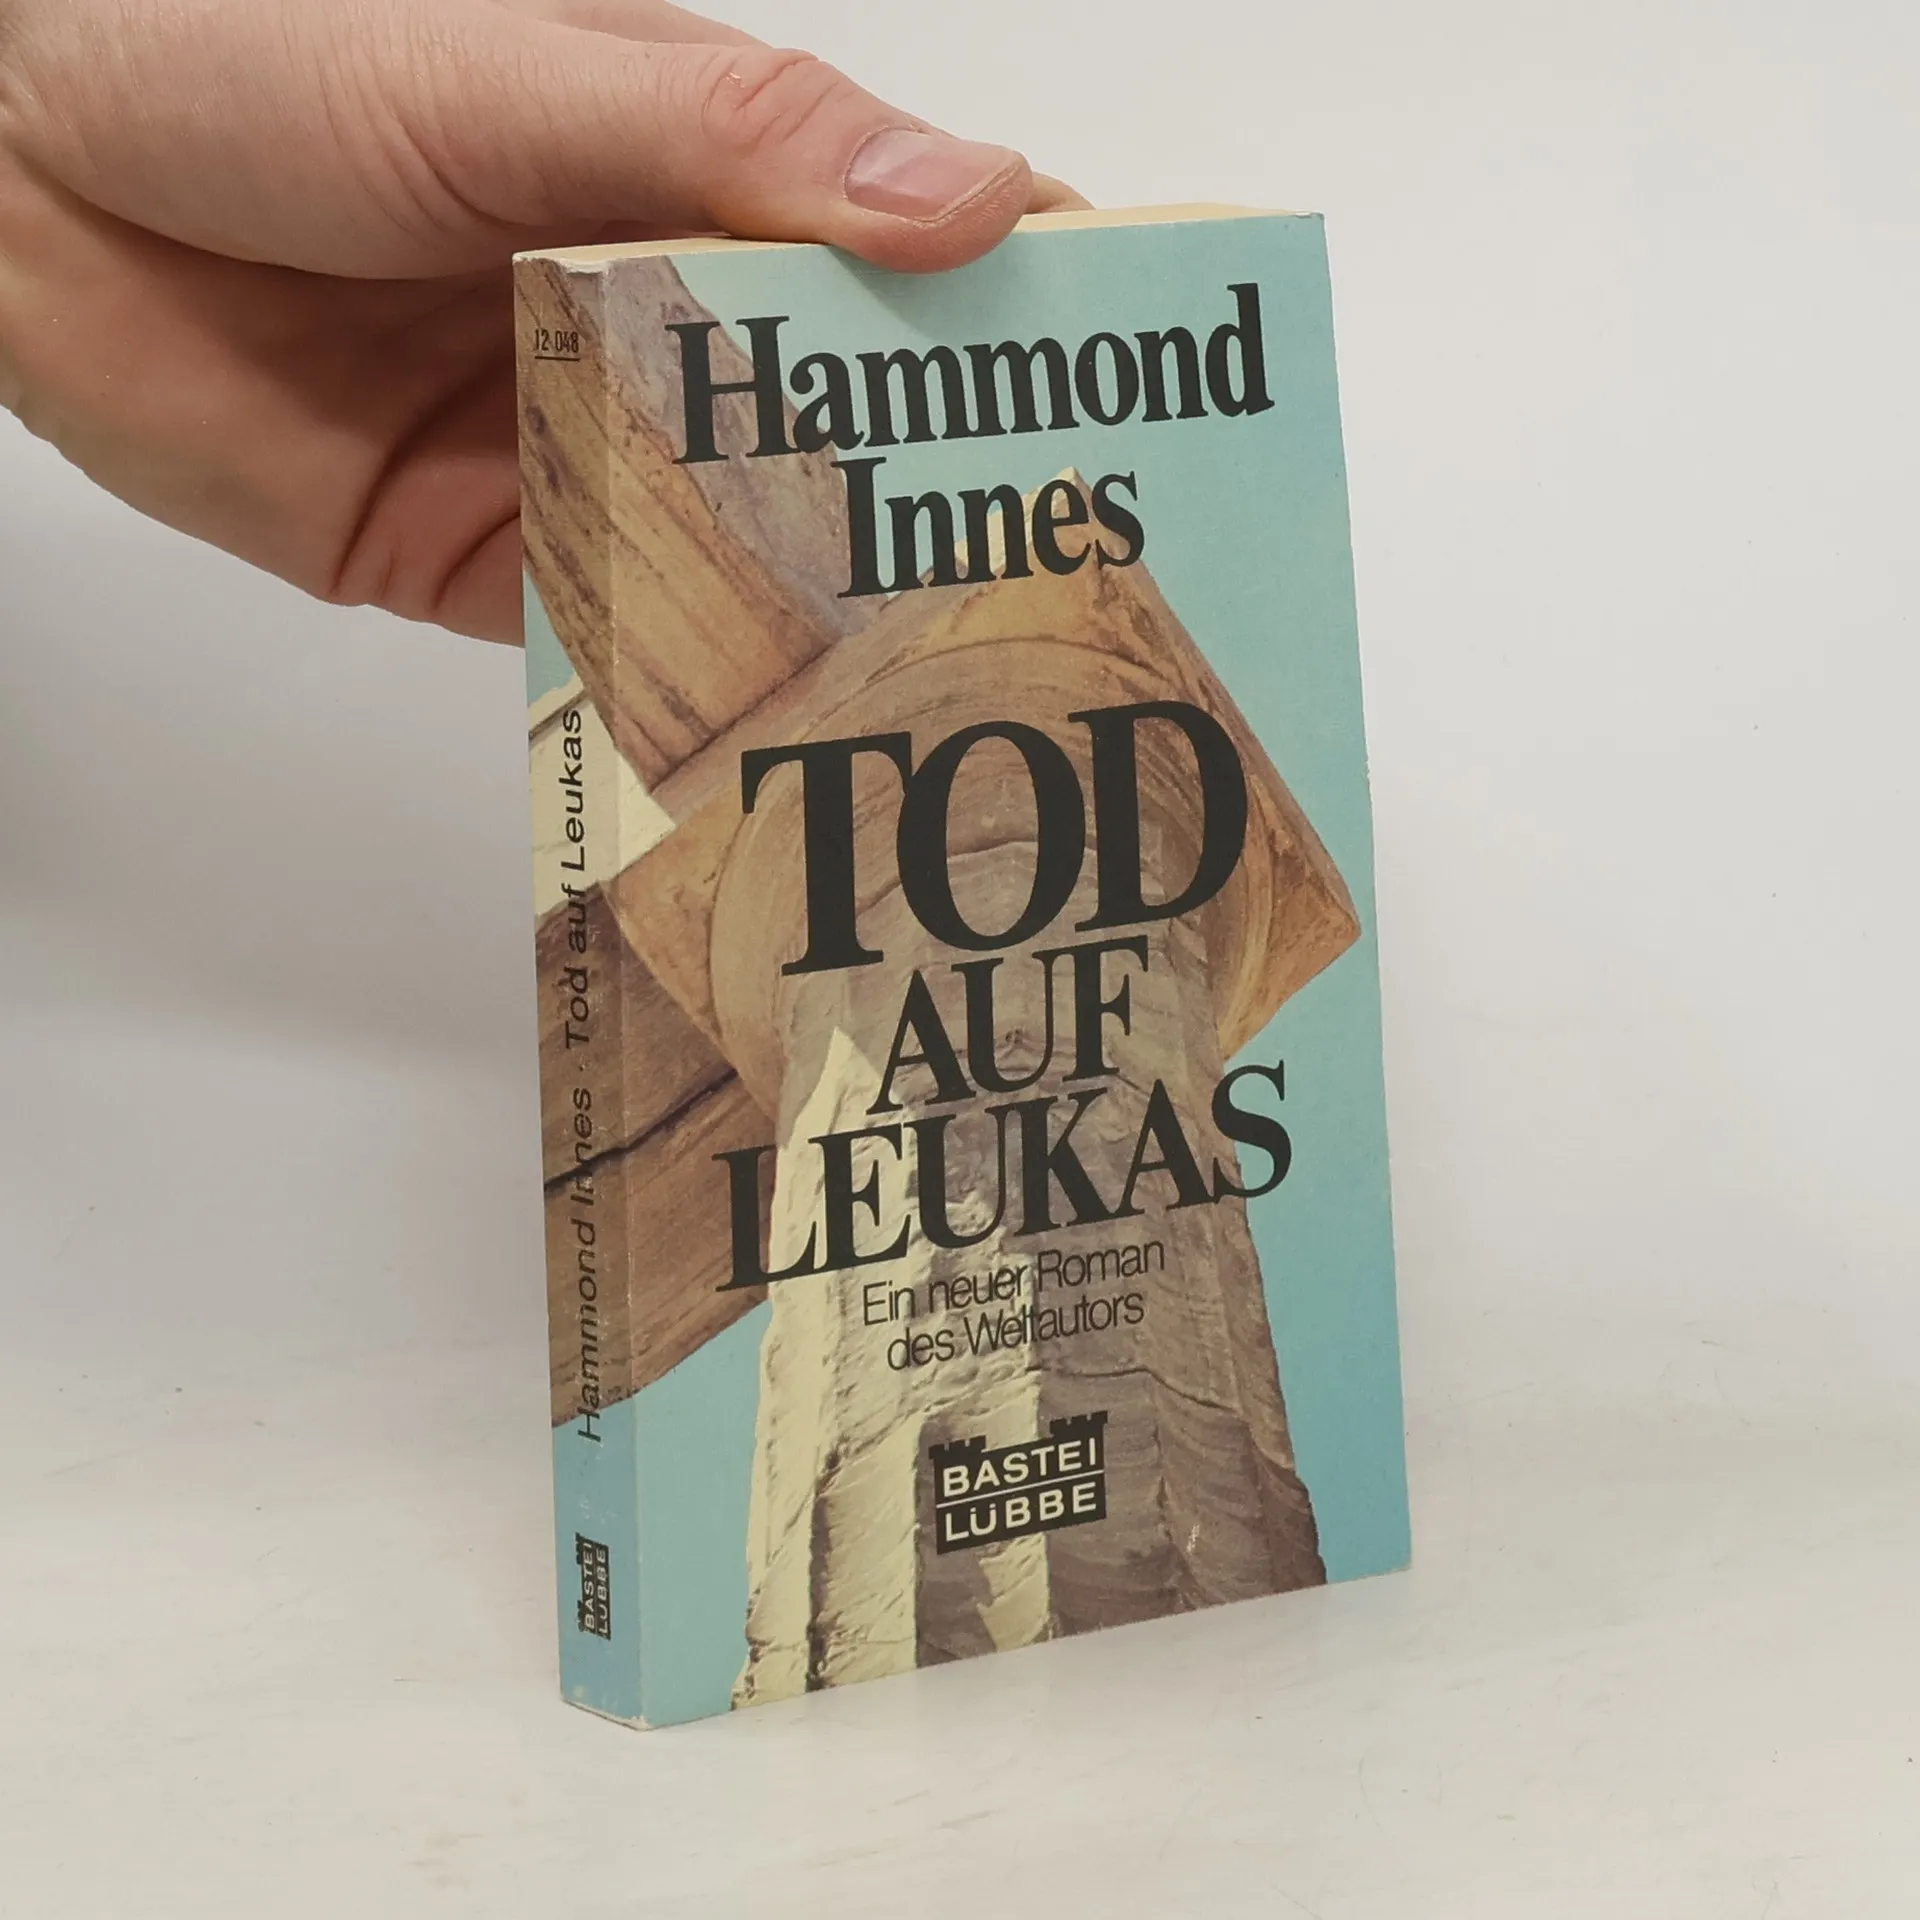 Hammond
Innes
TOD
AUF
LEUKAS
Ein neuer Roman
des Weltautors
BASTEI
LÜBBE
12 048
Hammond Innes · Tod auf Leukas
BASTEI
LÜBBE